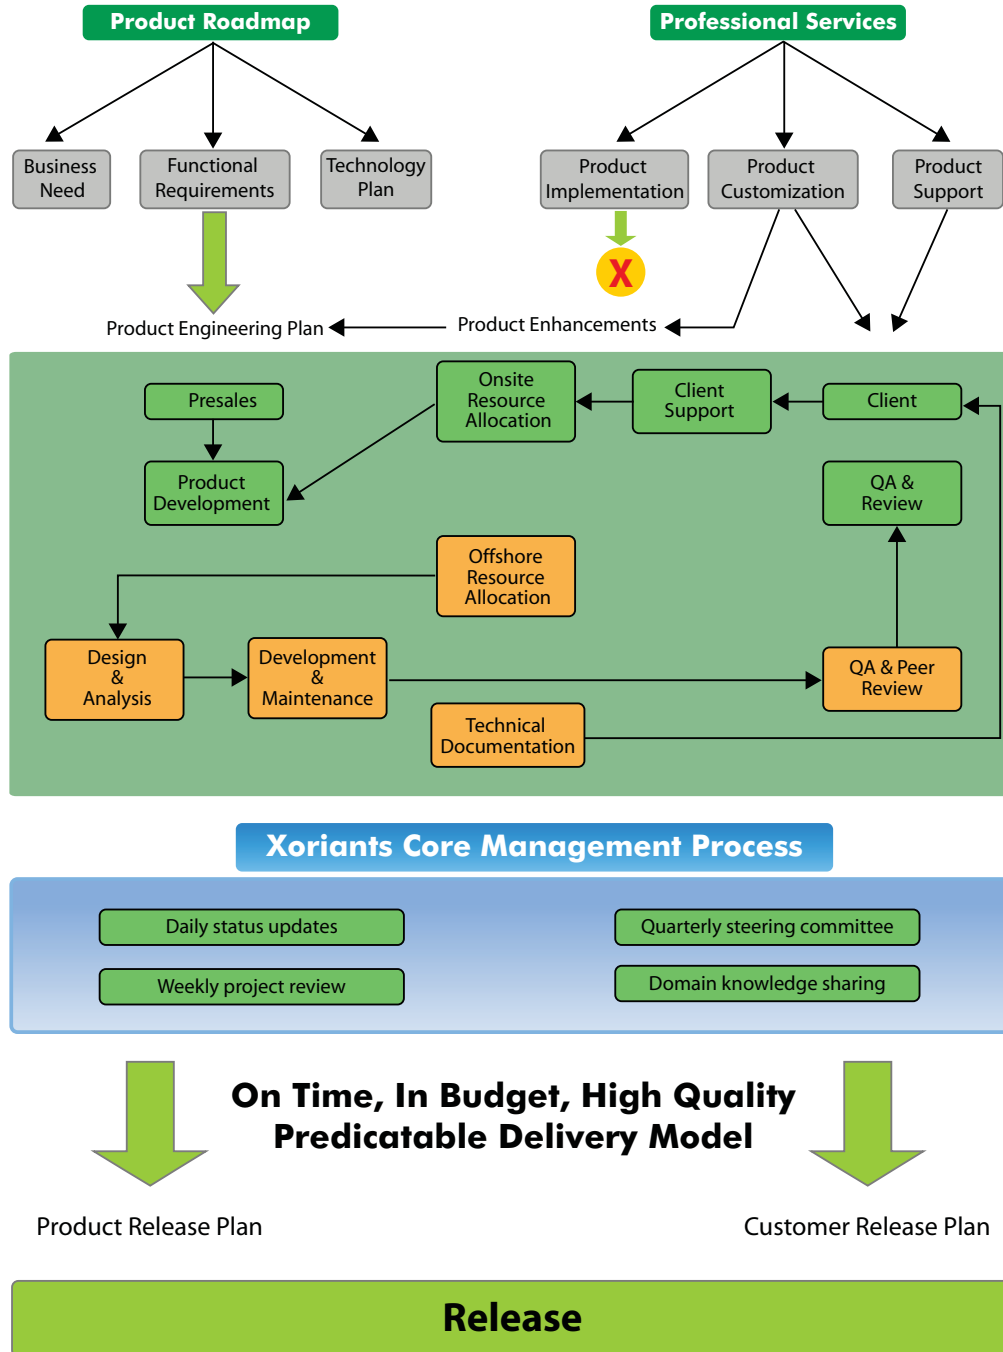 Product Roadmap
Professional Services
Business
Need
Functional
Requirements
Technology
Plan
Product
Implementation
Product
Customization
Product
Support
X
Product Engineering Plan
Product Enhancements
Presales
Onsite
Resource
Allocation
Client
Support
Client
Product
Development
QA &
Review
Offshore
Resource
Allocation
Design
&
Analysis
Development
&
Maintenance
QA & Peer
Review
Technical
Documentation
Xoriants Core Management Process
Daily status updates
Quarterly steering committee
Weekly project review
Domain knowledge sharing
On Time, In Budget, High Quality
Predicatable Delivery Model
Product Release Plan
Customer Release Plan
Release